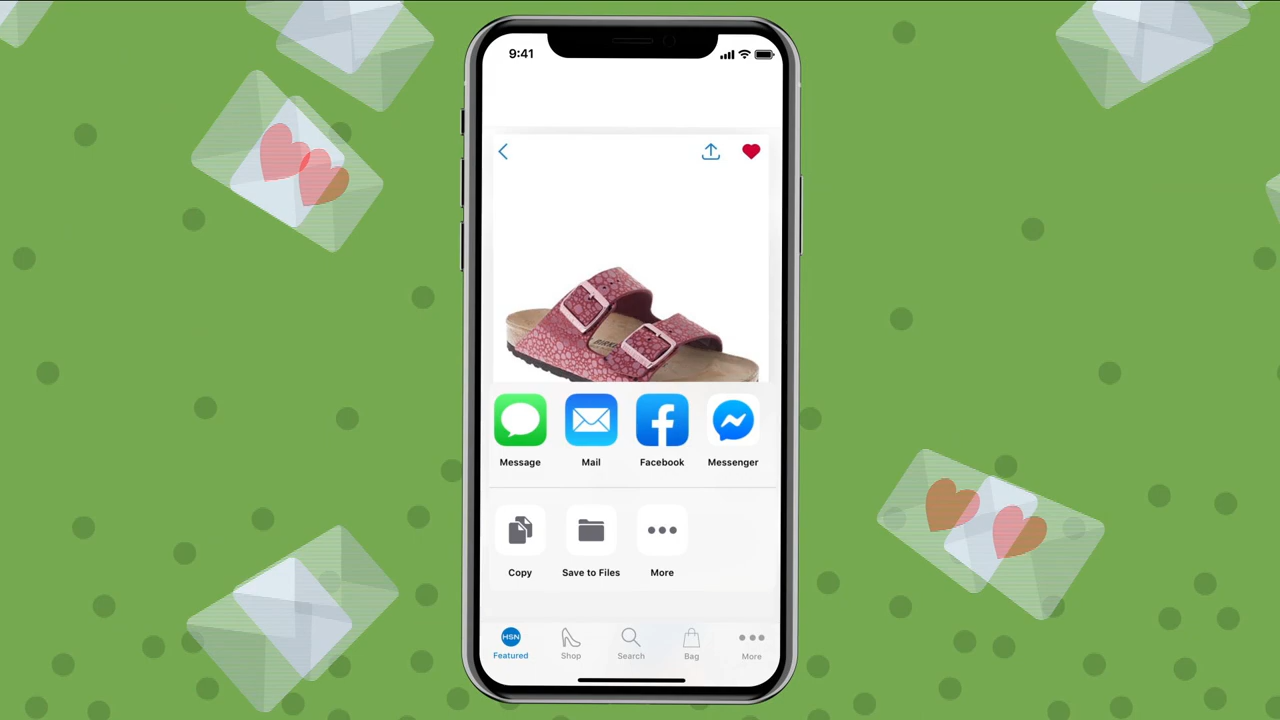 9:41
Message Mail Facebook Messenger
Copy Save to Files More
HSN
Featured Shop Search Bag More